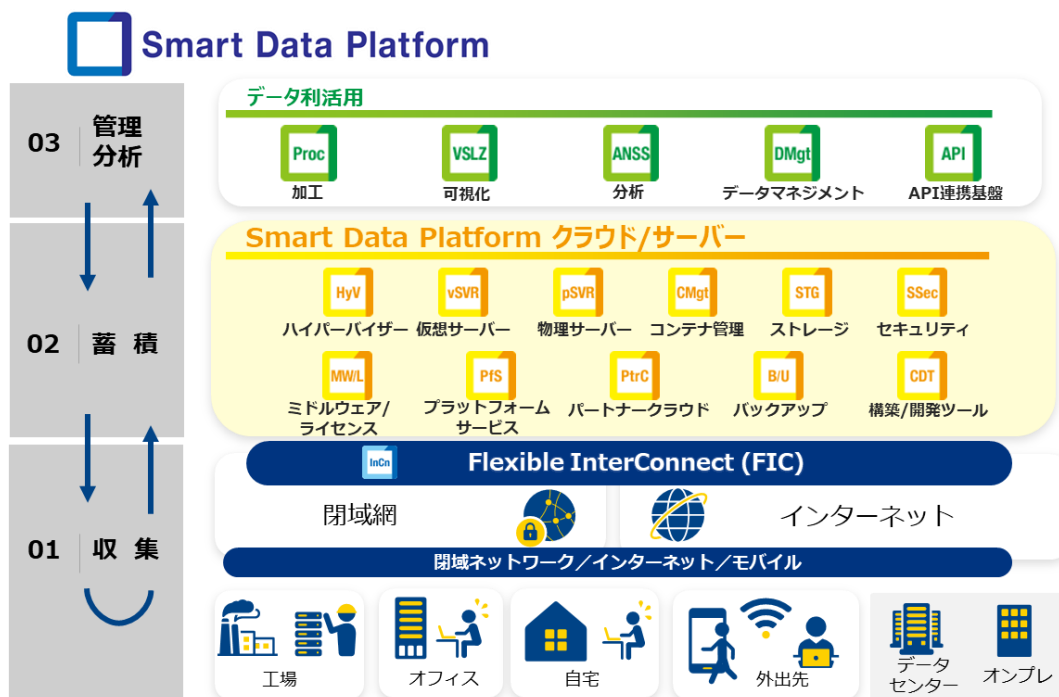 Smart Data Platform
03 管理
分析
データ利活用
Proc VSLZ ANSS DMgt API
加工 可視化 分析 データマネジメント API連携基盤
02 蓄積
Smart Data Platform クラウド/サーバー
HyV vSVR pSVR CMgt STG SSec
ハイパーバイザー 仮想サーバー 物理サーバー コンテナ管理 ストレージ セキュリティ
MW/L PfS PtrC B/U CDT
ミドルウェア/
ライセンス
プラットフォーム
サービス
パートナークラウド バックアップ 構築/開発ツール
01 収集
InCn Flexible InterConnect (FIC)
閉域網 インターネット
閉域ネットワーク／インターネット／モバイル
工場 オフィス 自宅 外出先
データ
センター
オンプレ